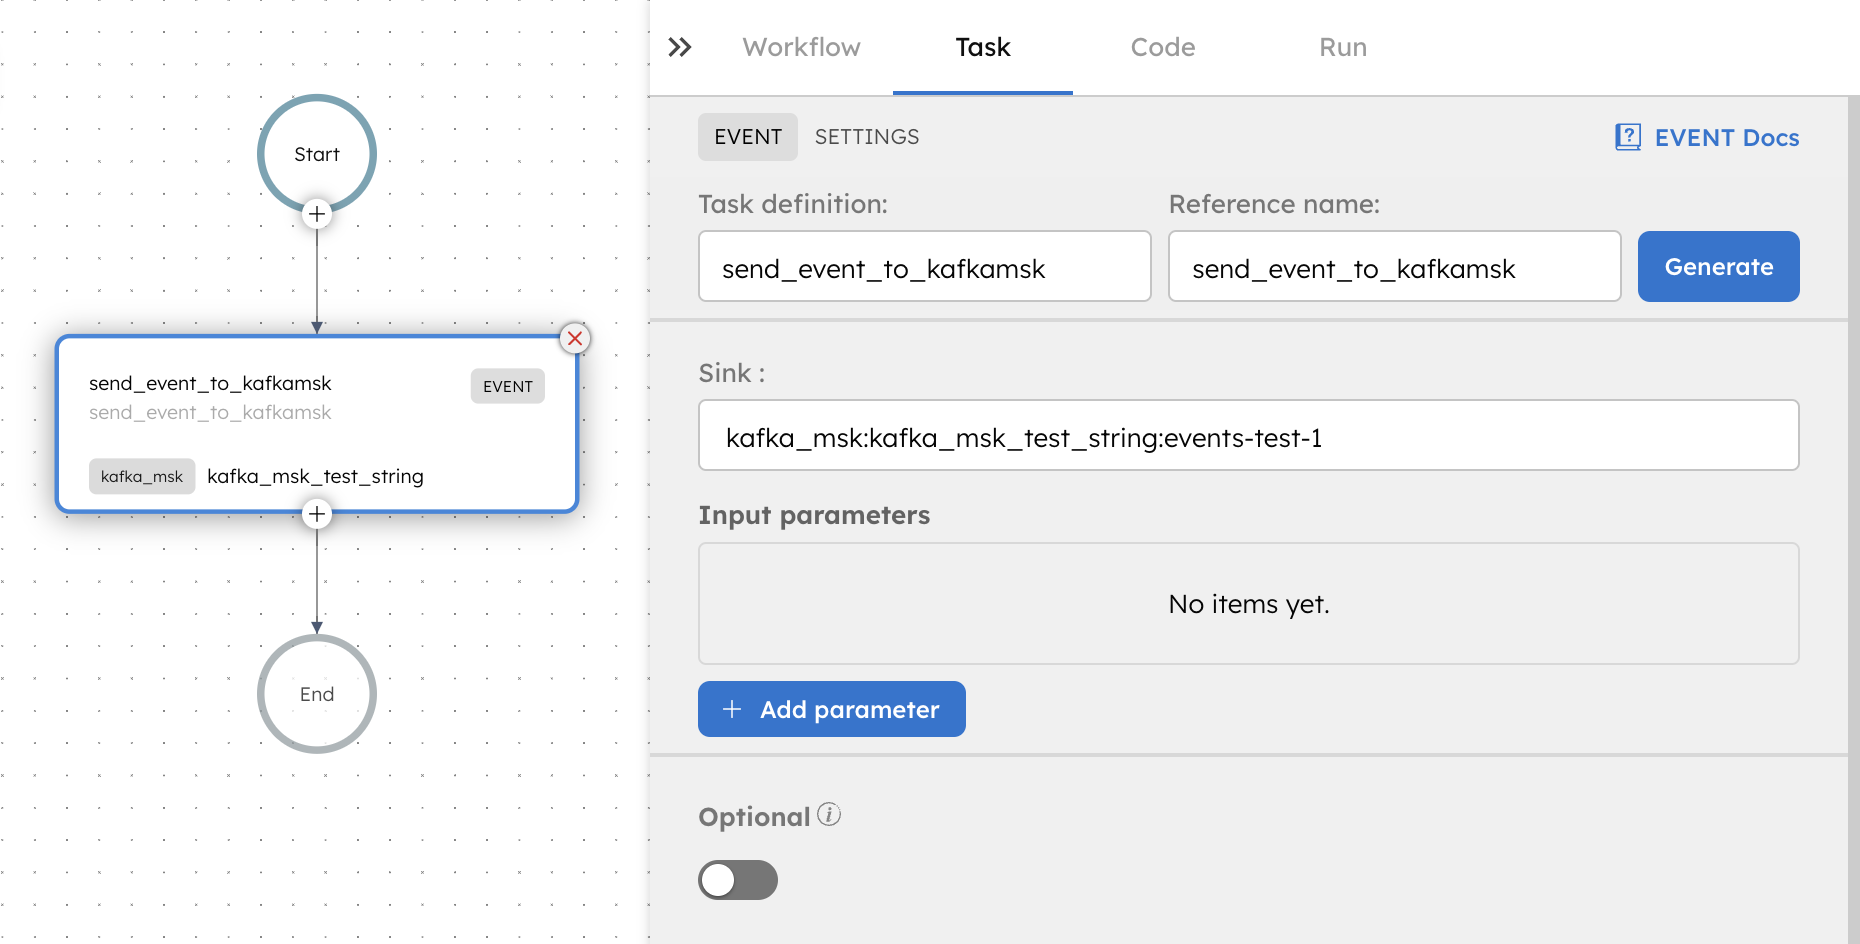 Start
send_event_to_kafkamsk
EVENT
send_event_to_kafkamsk
kafka_msk kafka_msk_test_string
End
Workflow Task Code Run
EVENT SETTINGS
EVENT Docs
Task definition: Reference name:
send_event_to_kafkamsk send_event_to_kafkamsk Generate
Sink :
kafka_msk:kafka_msk_test_string:events-test-1
Input parameters
No items yet.
+ Add parameter
Optional